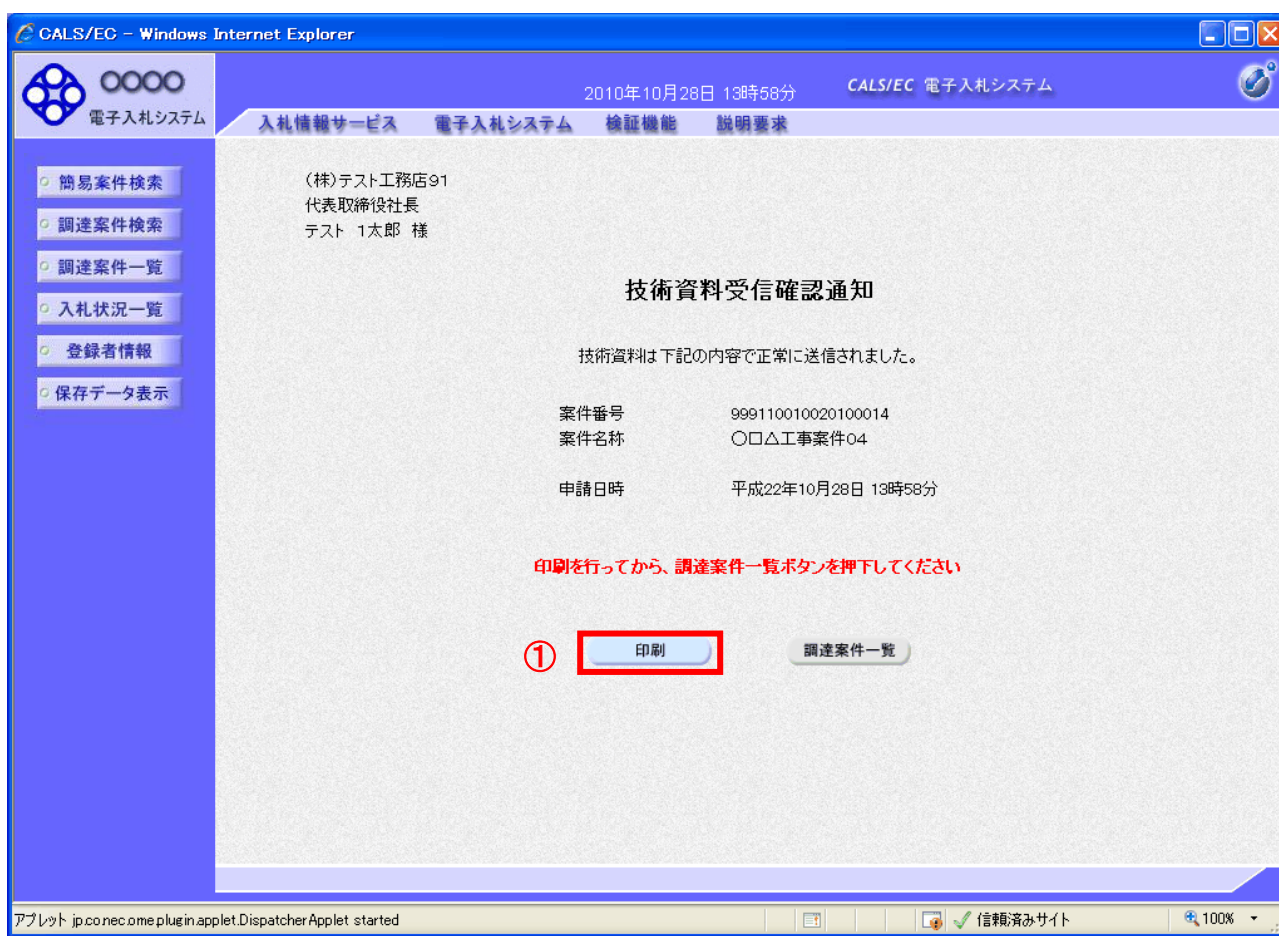 CALS/EC - Windows Internet Explorer
○○○○
電子入札システム
2010年10月28日 13時58分
CALS/EC 電子入札システム
入札情報サービス 電子入札システム 検証機能 説明要求
簡易案件検索
調達案件検索
調達案件一覧
入札状況一覧
登録者情報
保存データ表示
(株)テスト工務店91
代表取締役社長
テスト 1太郎 様
技術資料受信確認通知
技術資料は下記の内容で正常に送信されました。
案件番号 999110010020100014
案件名称 〇口△工事案件04
申請日時 平成22年10月28日 13時58分
印刷を行ってから、調達案件一覧ボタンを押下してください
① 印刷 調達案件一覧
アプレット jp.co.nec.ome.plugin.applet.DispatcherApplet started
信頼済みサイト
100%